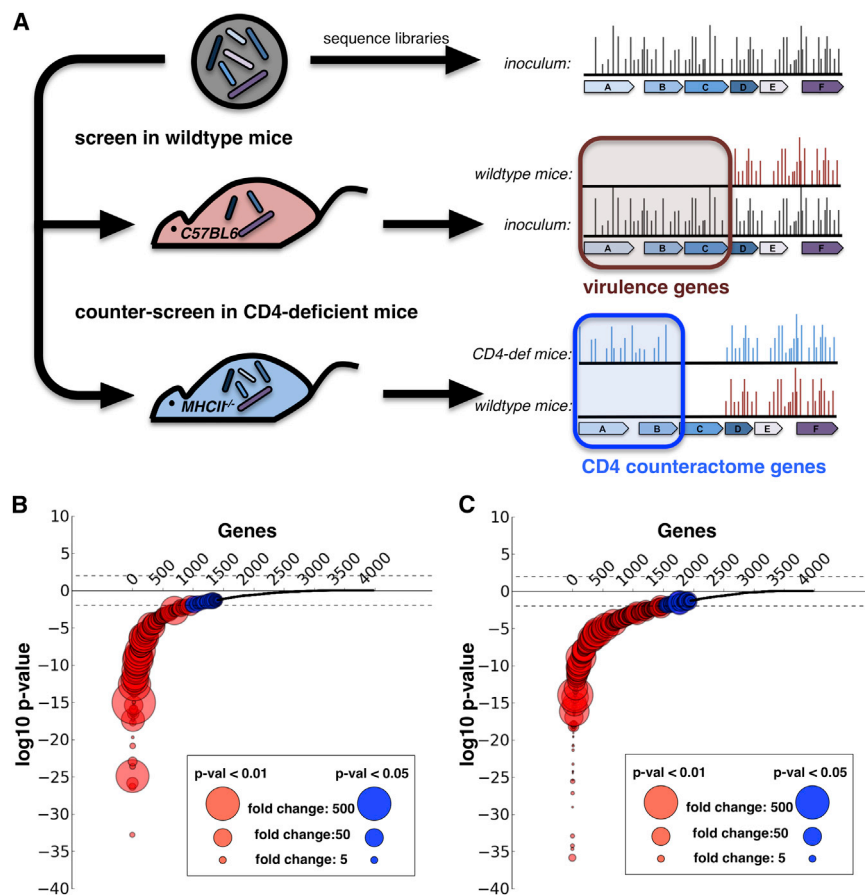 A
sequence libraries
inoculum:
A B C D E F
screen in wildtype mice
wildtype mice:
C57BL6
inoculum:
A B C D E F
virulence genes
counter-screen in CD4-deficient mice
CD4-def mice:
MHCII-/-
wildtype mice:
A B C D E F
CD4 counteractome genes
B
Genes
log10 p-value
10
5
0
−5
−10
−15
−20
−25
−30
−35
−40
0 500 1000 1500 2000 2500 3000 3500 4000
p-val < 0.01 p-val < 0.05
fold change: 500
fold change:50
fold change: 5
C
Genes
log10 p-value
10
5
0
−5
−10
−15
−20
−25
−30
−35
−40
0 500 1000 1500 2000 2500 3000 3500 4000
p-val < 0.01 p-val < 0.05
fold change: 500
fold change:50
fold change: 5